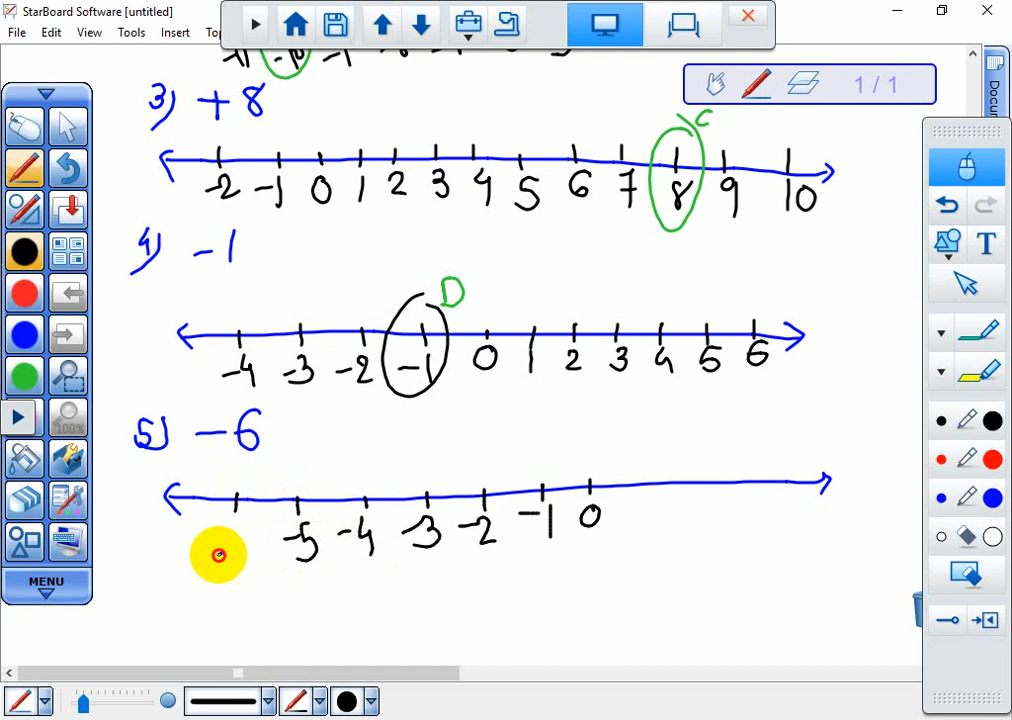 StarBoard Software [untitled]
File Edit View Tools Insert
1 / 1
3) +8
C
-2 -1 0 1 2 3 4 5 6 7 8 9 10
4) -1
D
-4 -3 -2 -1 0 1 2 3 4 5 6
5) -6
-5 -4 -3 -2 -1 0
100%
T
MENU